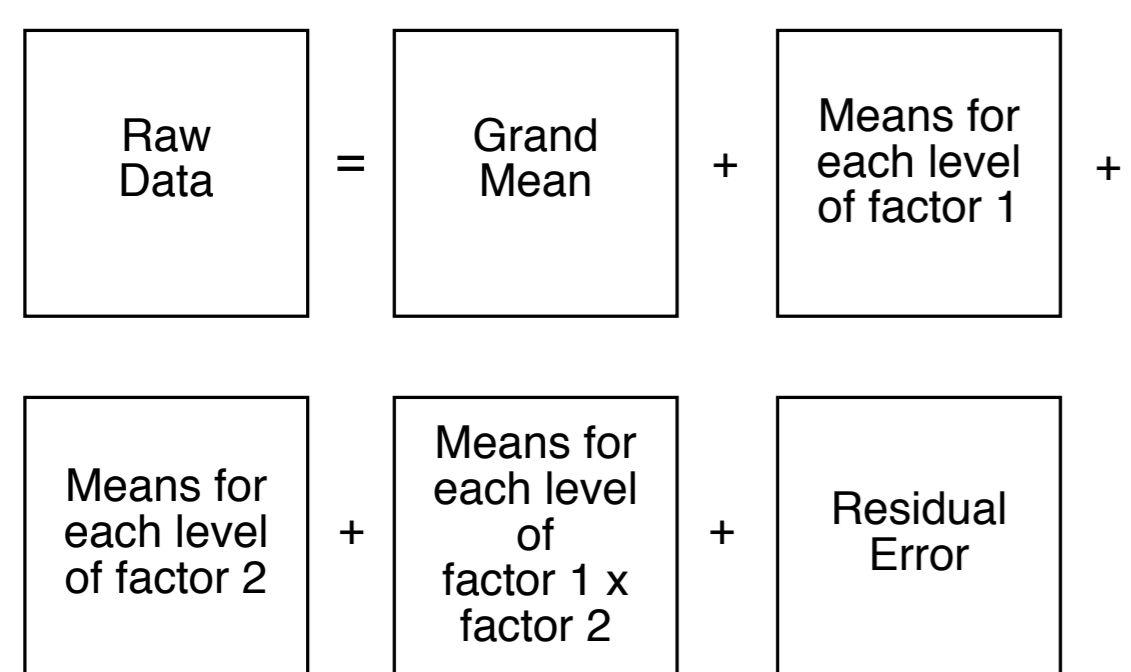 Raw
Data
=
Grand
Mean
+
Means for
each level
of factor 1
+
Means for
each level
of factor 2
+
Means for
each level
of
factor 1 x
factor 2
+
Residual
Error